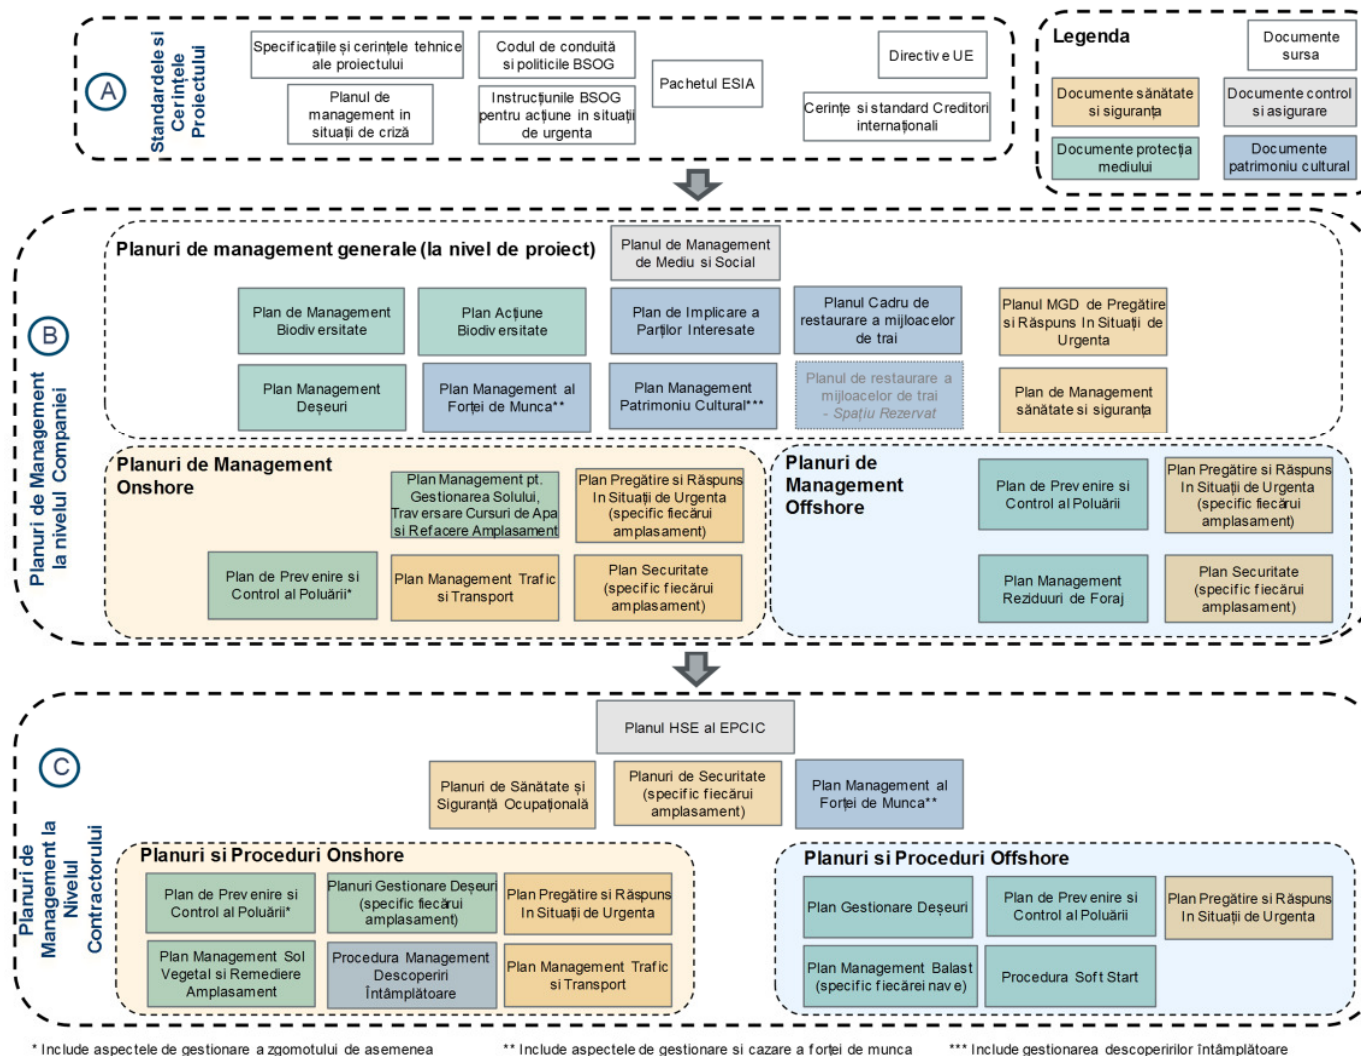 A
Standardele si
Cerințele
Proiectului
Specificațiile și cerințele tehnice
ale proiectului
Codul de conduită
si politicile BSOG
Pachetul ESIA
Directive UE
Planul de
management in
situații de criză
Instrucțiunile BSOG
pentru acțiune in situații
de urgenta
Cerințe si standard Creditori
internaționali
Legenda
Documente
sursa
Documente sănătate
si siguranța
Documente control
si asigurare
Documente protecția
mediului
Documente
patrimoniu cultural
B
Planuri de Management
la nivelul Companiei
Planuri de management generale (la nivel de proiect)
Planul de Management
de Mediu si Social
Plan de Management
Biodiversitate
Plan Acțiune
Biodiversitate
Plan de Implicare a
Parților Interesate
Planul Cadru de
restaurare a mijloacelor
de trai
Planul MGD de Pregătire
si Răspuns In Situații de
Urgenta
Plan Management
Deșeuri
Plan Management al
Forței de Munca**
Plan Management
Patrimoniu Cultural***
Planul de restaurare a
mijloacelor de trai
- Spațiu Rezervat
Plan de Management
sănătate si siguranța
Planuri de Management
Onshore
Plan Management pt.
Gestionarea Solului,
Traversare Cursuri de Apa
si Refacere Amplasament
Plan Pregătire si Răspuns
In Situații de Urgenta
(specific fiecărui
amplasament)
Plan de Prevenire si
Control al Poluării*
Plan Management Trafic
si Transport
Plan Securitate
(specific fiecărui
amplasament)
Planuri de
Management
Offshore
Plan de Prevenire si
Control al Poluării
Plan Pregătire si Răspuns
In Situații de Urgenta
(specific fiecărui
amplasament)
Plan Management
Reziduuri de Foraj
Plan Securitate
(specific fiecărui
amplasament)
C
Planuri de
Management la
Nivelul
Contractorului
Planul HSE al EPCIC
Planuri de Sănătate și
Siguranță Ocupațională
Planuri de Securitate
(specific fiecărui
amplasament)
Plan Management al
Forței de Munca**
Planuri si Proceduri Onshore
Plan de Prevenire si
Control al Poluării*
Planuri Gestionare Deșeuri
(specific fiecărui
amplasament)
Plan Pregătire si Răspuns
In Situații de Urgenta
Plan Management Sol
Vegetal si Remediere
Amplasament
Procedura Management
Descoperiri
Întâmplătoare
Plan Management Trafic
si Transport
Planuri si Proceduri Offshore
Plan Gestionare Deșeuri
Plan de Prevenire si
Control al Poluării
Plan Pregătire si Răspuns
In Situații de Urgenta
Plan Management Balast
(specific fiecărei nave)
Procedura Soft Start
* Include aspectele de gestionare a zgomotului de asemenea
** Include aspectele de gestionare si cazare a forței de munca
*** Include gestionarea descoperirilor întâmplătoare